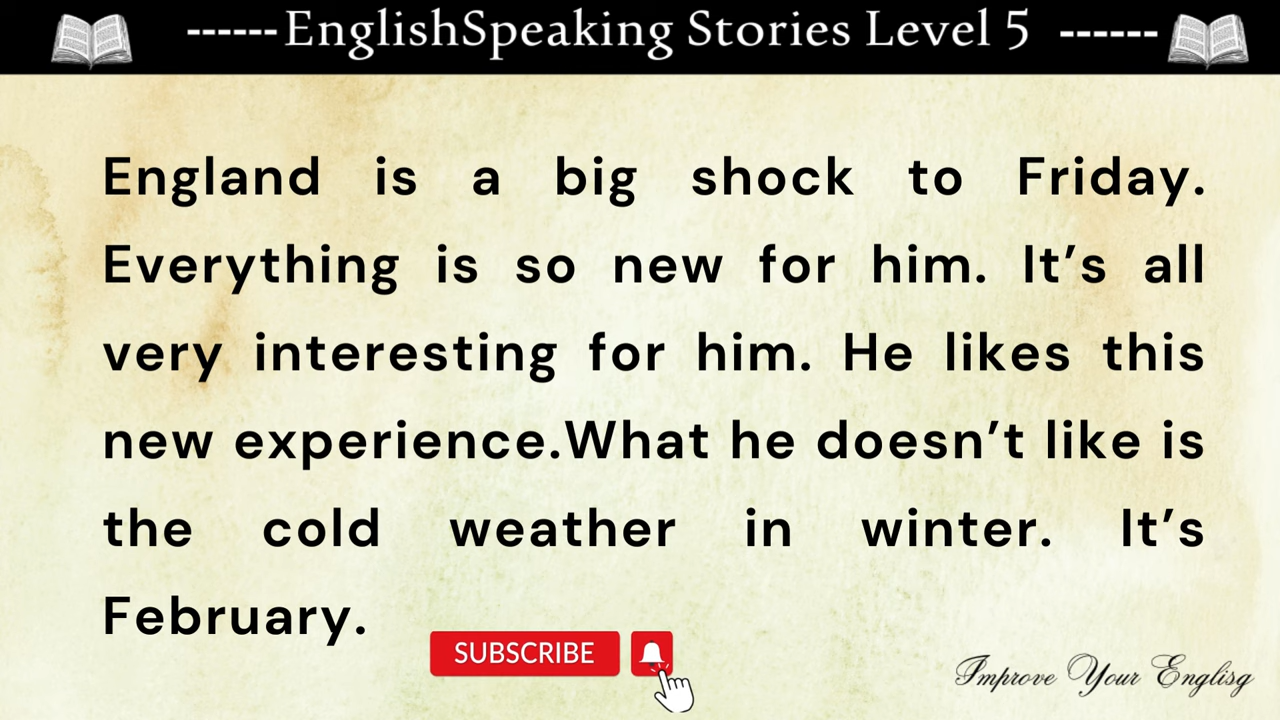 ------EnglishSpeaking Stories Level 5 ------
England is a big shock to Friday.
Everything is so new for him. It’s all
very interesting for him. He likes this
new experience.What he doesn’t like is
the cold weather in winter. It’s
February.
SUBSCRIBE
Improve Your Englisg